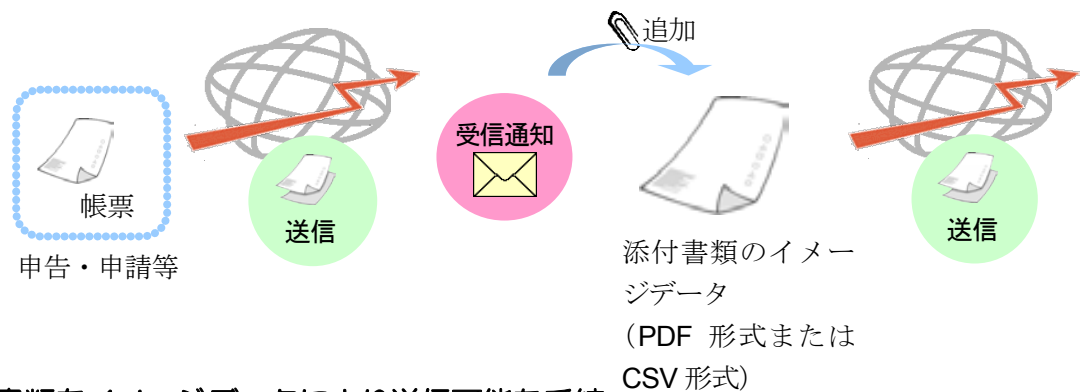 追加
受信通知
帳票
送信
送信
申告・申請等
添付書類のイメー
ジデータ
（PDF 形式または
CSV 形式）